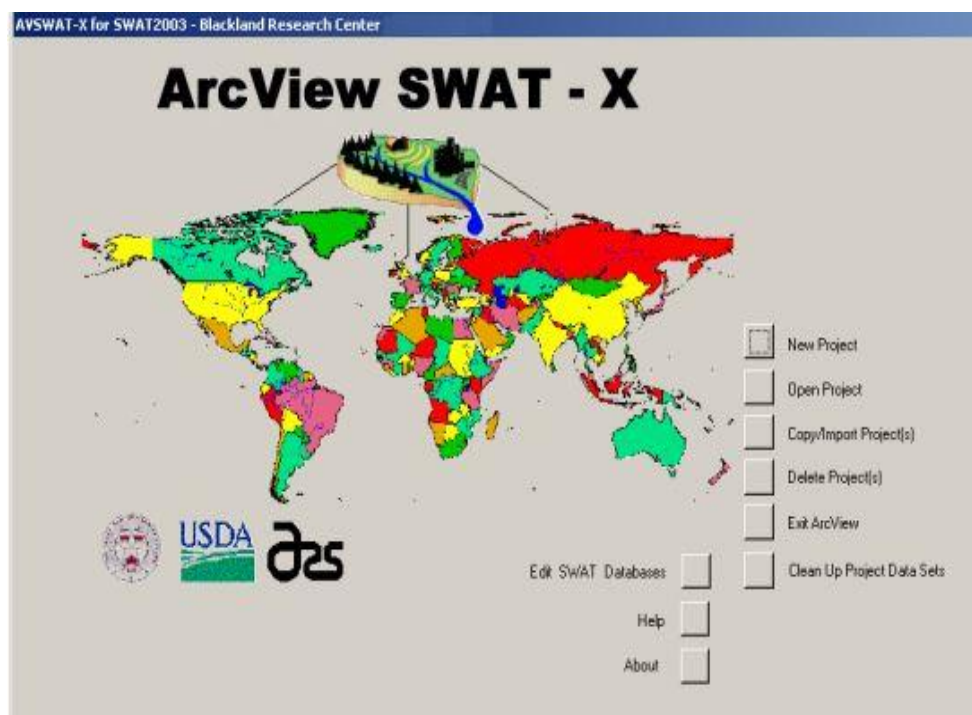 AVSWAT-X for SWAT2003 - Blackland Research Center
ArcView SWAT - X
New Project
Open Project
Copy/Import Project(s)
Delete Project(s)
Exit ArcView
USDA
ars
Edit SWAT Databases
Clean Up Project Data Sets
Help
About